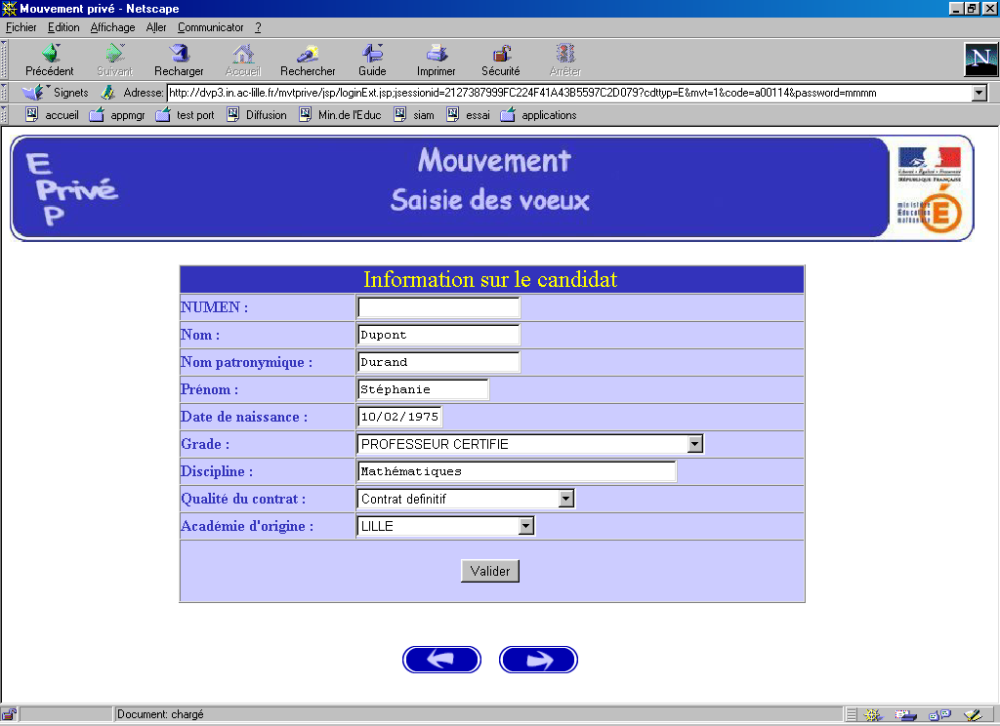 Mouvement privé - Netscape
Fichier Edition Affichage Aller Communicator ?
Précédent Suivant Recharger Accueil Rechercher Guide Imprimer Sécurité Arrêter
N
Signets Adresse: http://dvp3.in.ac-lille.fr/mvtprive/jsp/loginExt.jsp;jsessionid=2127387999FC224F41A43B5597C2D079?cdttyp=E&mvt=1&code=a00114&password=mmmm
accueil appmgr test port Diffusion Min.de l'Educ siam essai applications
E
Privé
P
Mouvement
Saisie des voeux
Liberté • Égalité • Fraternité
RÉPUBLIQUE FRANÇAISE
ministère
Éducation
nationale
É
Information sur le candidat
NUMEN :
Nom : Dupont
Nom patronymique : Durand
Prénom : Stéphanie
Date de naissance : 10/02/1975
Grade : PROFESSEUR CERTIFIE
Discipline : Mathématiques
Qualité du contrat : Contrat definitif
Académie d'origine : LILLE
Valider
Document: chargé